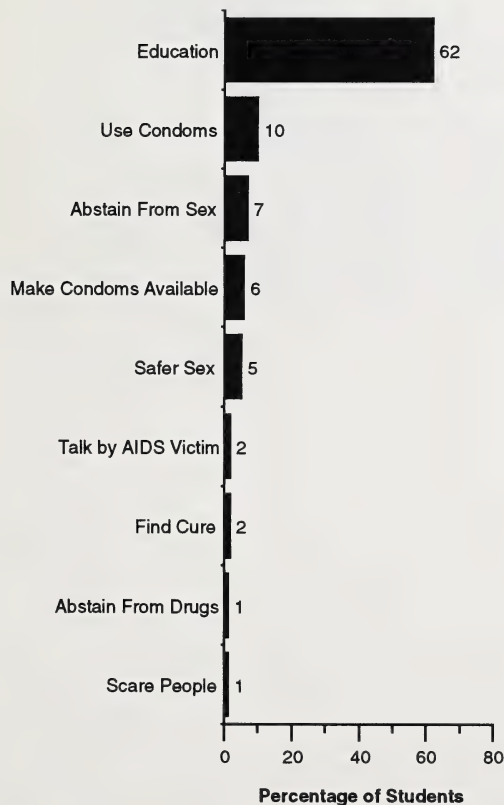 Education 62
Use Condoms 10
Abstain From Sex 7
Make Condoms Available 6
Safer Sex 5
Talk by AIDS Victim 2
Find Cure 2
Abstain From Drugs 1
Scare People 1
0 20 40 60 80
Percentage of Students